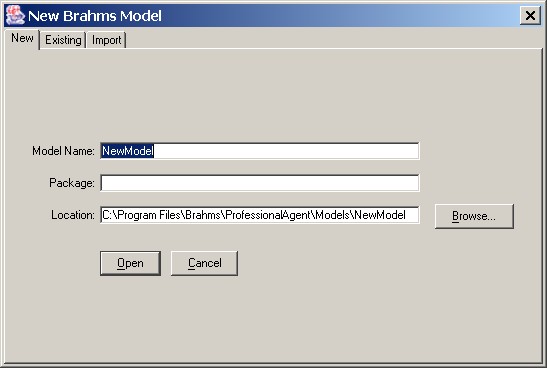 New Brahms Model
New Existing Import
Model Name: NewModel
Package:
Location: C:\Program Files\Brahms\ProfessionalAgent\Models\NewModel Browse...
Open Cancel